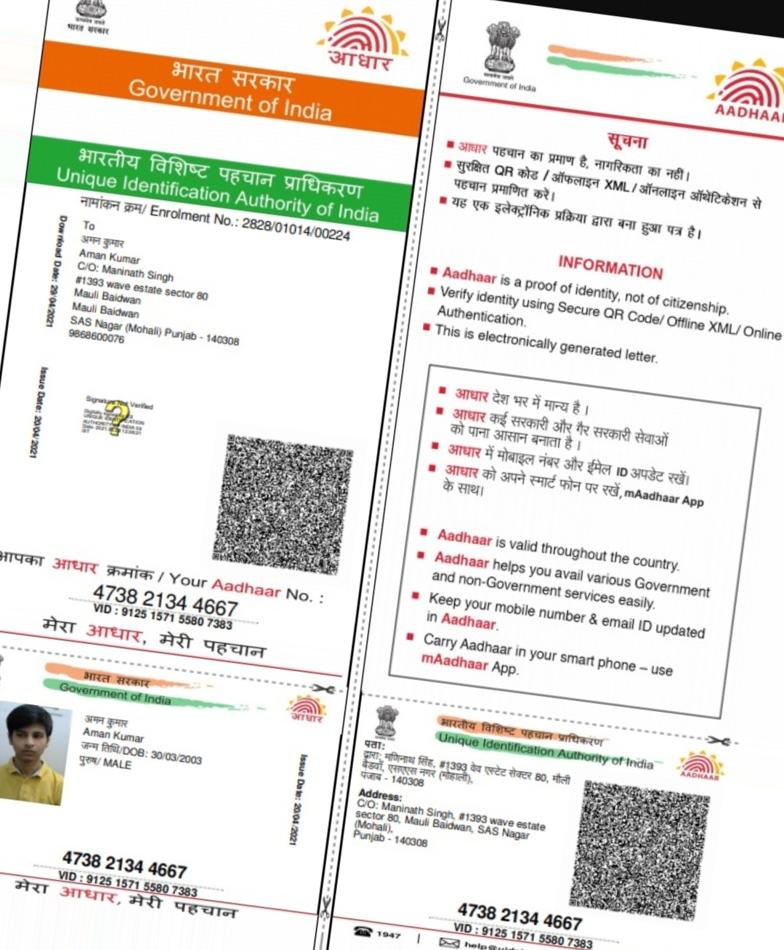 भारत सरकार
आधार
भारत सरकार
Government of India
भारतीय विशिष्ट पहचान प्राधिकरण
Unique Identification Authority of India
नामांकन क्रम/ Enrolment No.: 2828/01014/00224
To
अमन कुमार
Aman Kumar
C/O: Maninath Singh
#1393 wave estate sector 80
Mauli Baidwan
Mauli Baidwan
SAS Nagar (Mohali) Punjab - 140308
9868600076
Download Date: 29/04/2021
Issue Date: 20/04/2021
Signature Not Verified
आपका आधार क्रमांक / Your Aadhaar No. :
4738 2134 4667
VID : 9125 1571 5580 7383
मेरा आधार, मेरी पहचान
भारत सरकार
Government of India
आधार
अमन कुमार
Aman Kumar
जन्म तिथि/DOB: 30/03/2003
पुरुष/ MALE
Issue Date: 20/04/2021
4738 2134 4667
VID : 9125 1571 5580 7383
मेरा आधार, मेरी पहचान
सत्यमेव जयते
Government of India
AADHAAR
सूचना
आधार पहचान का प्रमाण है, नागरिकता का नहीं।
सुरक्षित QR कोड / ऑफलाइन XML / ऑनलाइन ऑथेंटिकेशन से
पहचान प्रमाणित करें।
यह एक इलेक्ट्रॉनिक प्रक्रिया द्वारा बना हुआ पत्र है।
INFORMATION
Aadhaar is a proof of identity, not of citizenship.
Verify identity using Secure QR Code/ Offline XML/ Online
Authentication.
This is electronically generated letter.
आधार देश भर में मान्य है।
आधार कई सरकारी और गैर सरकारी सेवाओं
को पाना आसान बनाता है।
आधार में मोबाइल नंबर और ईमेल ID अपडेट रखें।
आधार को अपने स्मार्ट फोन पर रखें, mAadhaar App
के साथ।
Aadhaar is valid throughout the country.
Aadhaar helps you avail various Government
and non-Government services easily.
Keep your mobile number & email ID updated
in Aadhaar.
Carry Aadhaar in your smart phone – use
mAadhaar App.
भारतीय विशिष्ट पहचान प्राधिकरण
Unique Identification Authority of India
AADHAAR
पता:
द्वारा: मणिनाथ सिंह, #1393 वेव एस्टेट सेक्टर 80, मौली
बैडवाँ, एसएएस नगर (मोहाली),
पंजाब - 140308
Address:
C/O: Maninath Singh, #1393 wave estate
sector 80, Mauli Baidwan, SAS Nagar
(Mohali),
Punjab - 140308
4738 2134 4667
VID : 9125 1571 5580 7383
1947